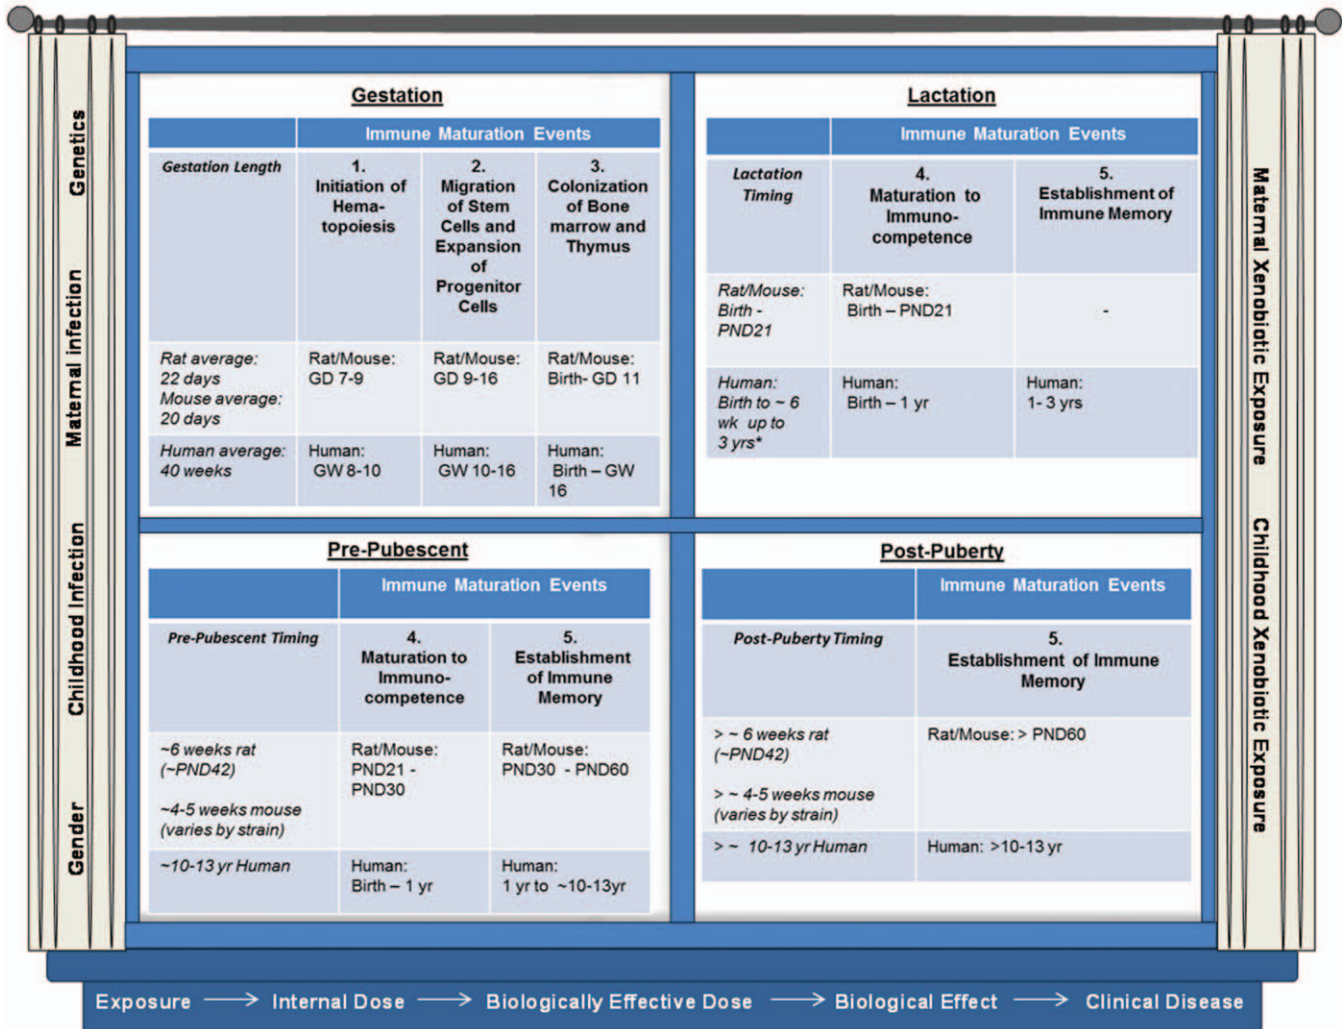 Genetics
Maternal infection
Childhood Infection
Gender
Gestation
Immune Maturation Events
Gestation Length
1.
Initiation of
Hema-
topoiesis
2.
Migration
of Stem
Cells and
Expansion
of
Progenitor
Cells
3.
Colonization
of Bone
marrow and
Thymus
Rat average:
22 days
Mouse average:
20 days
Rat/Mouse:
GD 7-9
Rat/Mouse:
GD 9-16
Rat/Mouse:
Birth- GD 11
Human average:
40 weeks
Human:
GW 8-10
Human:
GW 10-16
Human:
Birth – GW
16
Lactation
Immune Maturation Events
Lactation
Timing
4.
Maturation to
Immuno-
competence
5.
Establishment of
Immune Memory
Rat/Mouse:
Birth -
PND21
Rat/Mouse:
Birth – PND21
-
Human:
Birth to ~ 6
wk up to
3 yrs*
Human:
Birth – 1 yr
Human:
1- 3 yrs
Pre-Pubescent
Immune Maturation Events
Pre-Pubescent Timing
4.
Maturation to
Immuno-
competence
5.
Establishment
of Immune
Memory
~6 weeks rat
(~PND42)
~4-5 weeks mouse
(varies by strain)
Rat/Mouse:
PND21 -
PND30
Rat/Mouse:
PND30 - PND60
~10-13 yr Human
Human:
Birth – 1 yr
Human:
1 yr to ~10-13yr
Post-Puberty
Immune Maturation Events
Post-Puberty Timing
5.
Establishment of Immune
Memory
> ~ 6 weeks rat
(~PND42)
> ~ 4-5 weeks mouse
(varies by strain)
Rat/Mouse: > PND60
> ~ 10-13 yr Human
Human: >10-13 yr
Maternal Xenobiotic Exposure
Childhood Xenobiotic Exposure
Exposure → Internal Dose → Biologically Effective Dose → Biological Effect → Clinical Disease